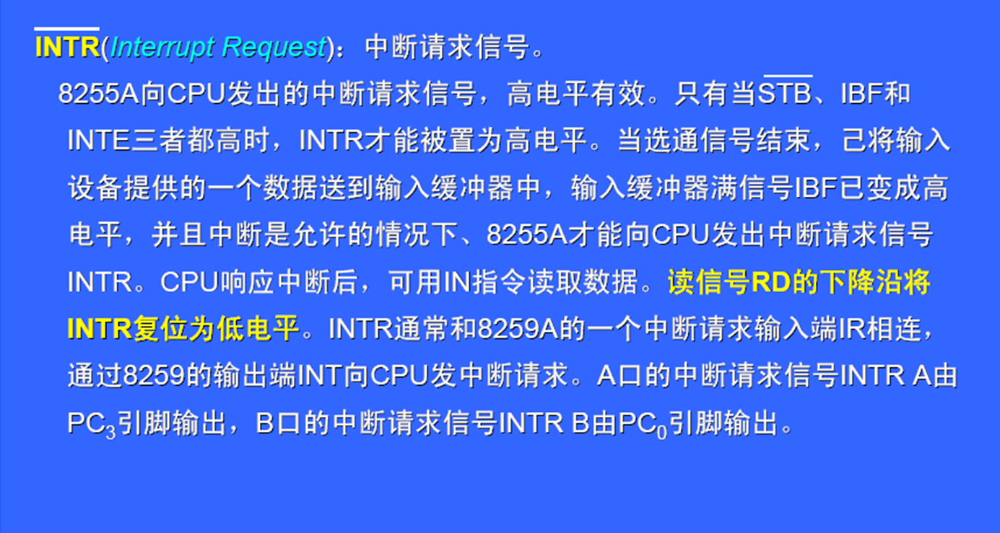 INTR(Interrupt Request)：中断请求信号。
8255A向CPU发出的中断请求信号，高电平有效。只有当STB、IBF和
INTE三者都高时，INTR才能被置为高电平。当选通信号结束，己将输入
设备提供的一个数据送到输入缓冲器中，输入缓冲器满信号IBF已变成高
电平，并且中断是允许的情况下、8255A才能向CPU发出中断请求信号
INTR。CPU响应中断后，可用IN指令读取数据。读信号RD的下降沿将
INTR复位为低电平。INTR通常和8259A的一个中断请求输入端IR相连，
通过8259的输出端INT向CPU发中断请求。A口的中断请求信号INTR A由
PC₃引脚输出，B口的中断请求信号INTR B由PC₀引脚输出。